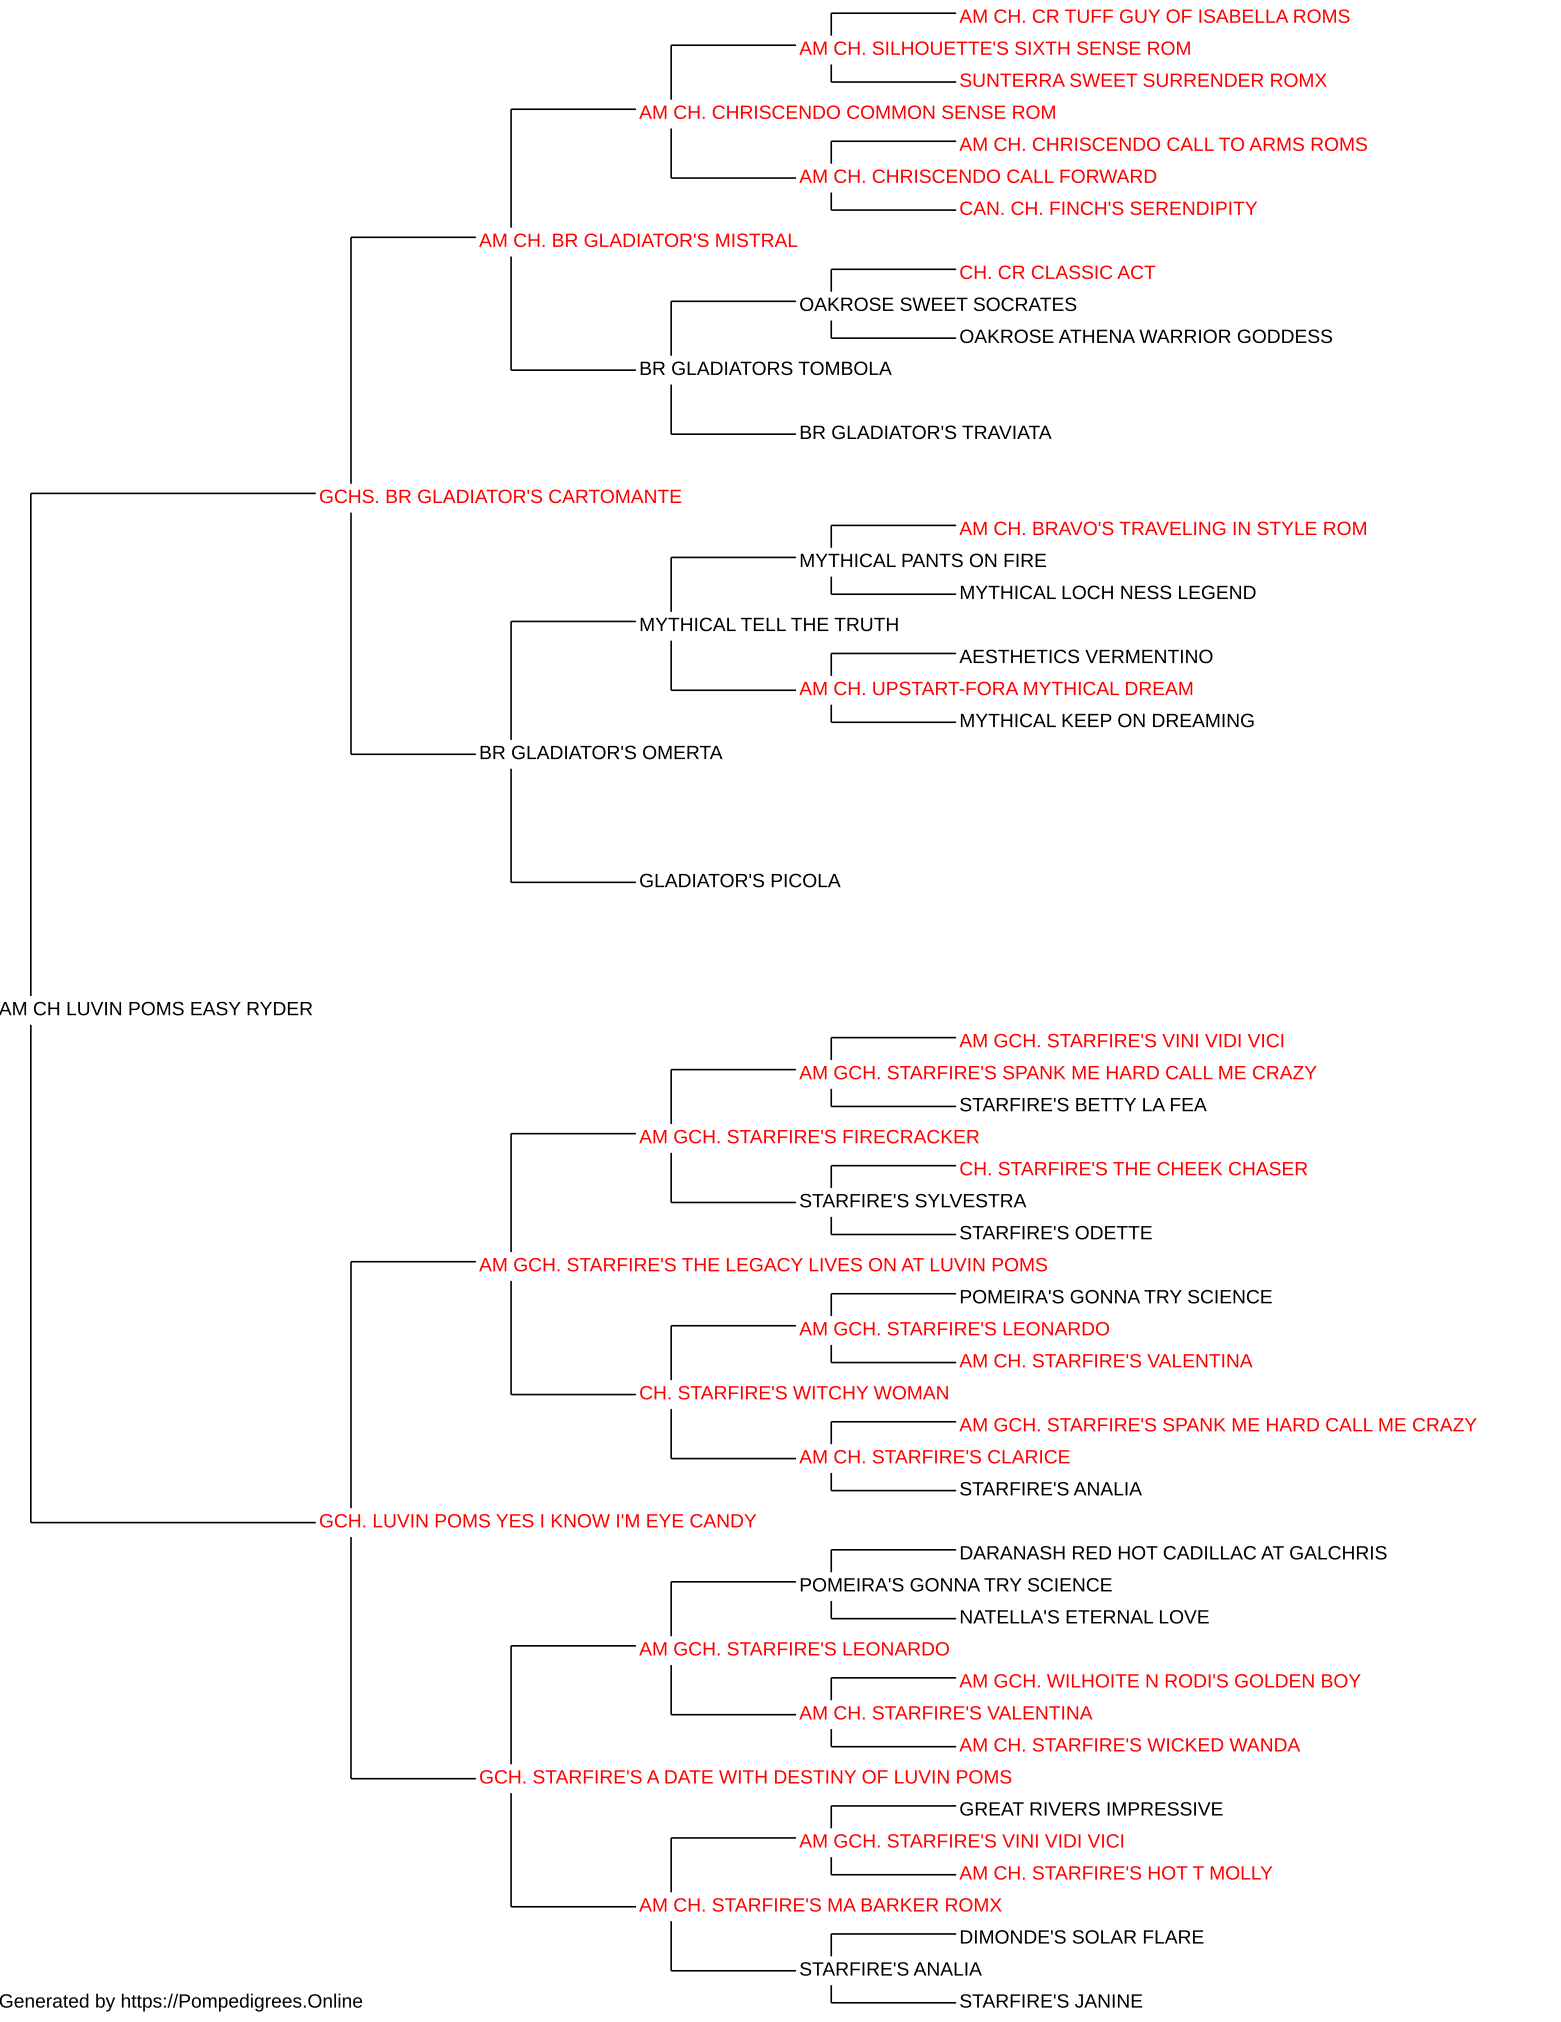 AM CH. CR TUFF GUY OF ISABELLA ROMS
AM CH. SILHOUETTE'S SIXTH SENSE ROM
SUNTERRA SWEET SURRENDER ROMX
AM CH. CHRISCENDO COMMON SENSE ROM
AM CH. CHRISCENDO CALL TO ARMS ROMS
AM CH. CHRISCENDO CALL FORWARD
CAN. CH. FINCH'S SERENDIPITY
AM CH. BR GLADIATOR'S MISTRAL
CH. CR CLASSIC ACT
OAKROSE SWEET SOCRATES
OAKROSE ATHENA WARRIOR GODDESS
BR GLADIATORS TOMBOLA
BR GLADIATOR'S TRAVIATA
GCHS. BR GLADIATOR'S CARTOMANTE
AM CH. BRAVO'S TRAVELING IN STYLE ROM
MYTHICAL PANTS ON FIRE
MYTHICAL LOCH NESS LEGEND
MYTHICAL TELL THE TRUTH
AESTHETICS VERMENTINO
AM CH. UPSTART-FORA MYTHICAL DREAM
MYTHICAL KEEP ON DREAMING
BR GLADIATOR'S OMERTA
GLADIATOR'S PICOLA
AM CH LUVIN POMS EASY RYDER
AM GCH. STARFIRE'S VINI VIDI VICI
AM GCH. STARFIRE'S SPANK ME HARD CALL ME CRAZY
STARFIRE'S BETTY LA FEA
AM GCH. STARFIRE'S FIRECRACKER
CH. STARFIRE'S THE CHEEK CHASER
STARFIRE'S SYLVESTRA
STARFIRE'S ODETTE
AM GCH. STARFIRE'S THE LEGACY LIVES ON AT LUVIN POMS
POMEIRA'S GONNA TRY SCIENCE
AM GCH. STARFIRE'S LEONARDO
AM CH. STARFIRE'S VALENTINA
CH. STARFIRE'S WITCHY WOMAN
AM GCH. STARFIRE'S SPANK ME HARD CALL ME CRAZY
AM CH. STARFIRE'S CLARICE
STARFIRE'S ANALIA
GCH. LUVIN POMS YES I KNOW I'M EYE CANDY
DARANASH RED HOT CADILLAC AT GALCHRIS
POMEIRA'S GONNA TRY SCIENCE
NATELLA'S ETERNAL LOVE
AM GCH. STARFIRE'S LEONARDO
AM GCH. WILHOITE N RODI'S GOLDEN BOY
AM CH. STARFIRE'S VALENTINA
AM CH. STARFIRE'S WICKED WANDA
GCH. STARFIRE'S A DATE WITH DESTINY OF LUVIN POMS
GREAT RIVERS IMPRESSIVE
AM GCH. STARFIRE'S VINI VIDI VICI
AM CH. STARFIRE'S HOT T MOLLY
AM CH. STARFIRE'S MA BARKER ROMX
DIMONDE'S SOLAR FLARE
STARFIRE'S ANALIA
STARFIRE'S JANINE
Generated by https://Pompedigrees.Online